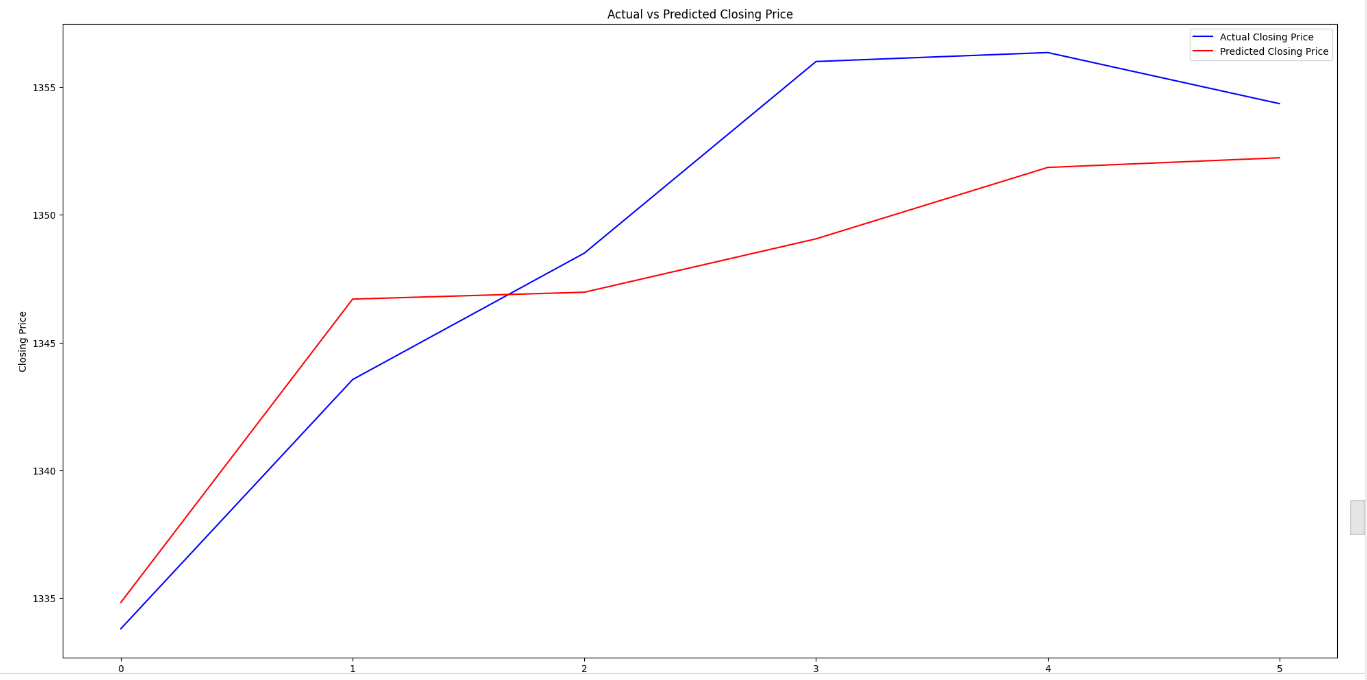 Actual vs Predicted Closing Price
Actual Closing Price
Predicted Closing Price
1355
1350
1345
1340
1335
Closing Price
0 1 2 3 4 5